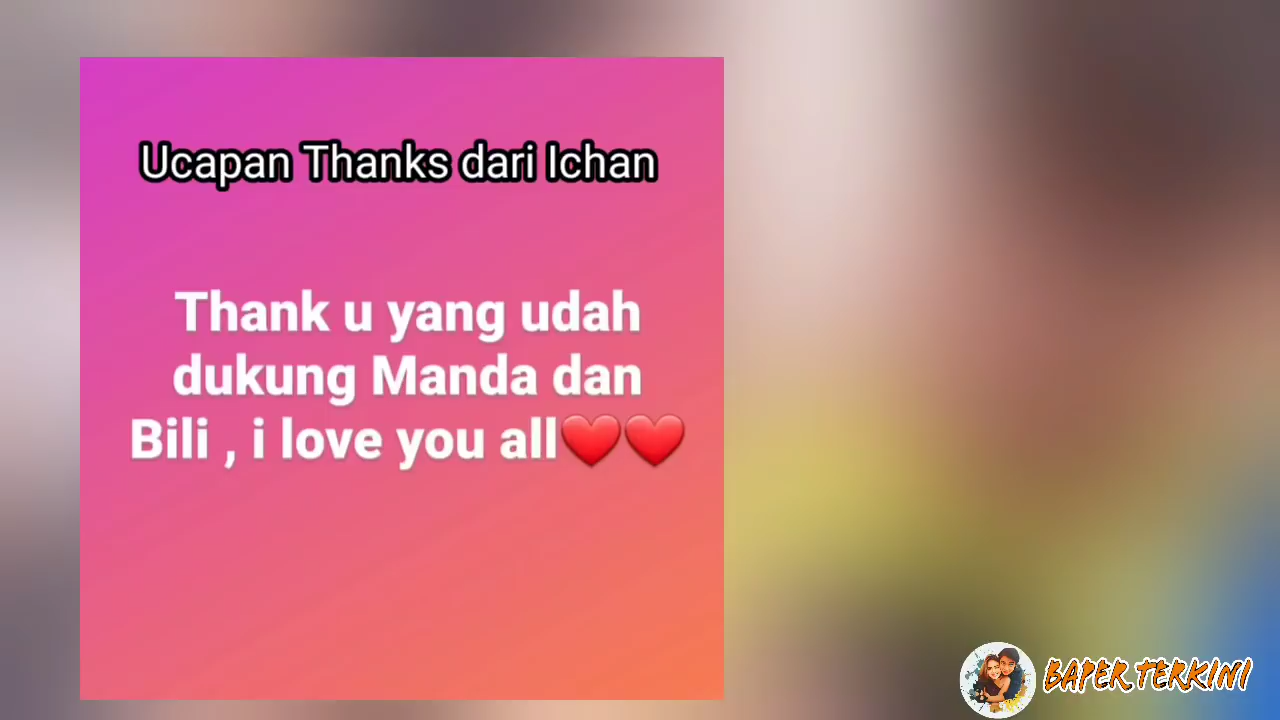 Ucapan Thanks dari Ichan
Thank u yang udah
dukung Manda dan
Bili , i love you all❤️❤️
BAPER TERKINI